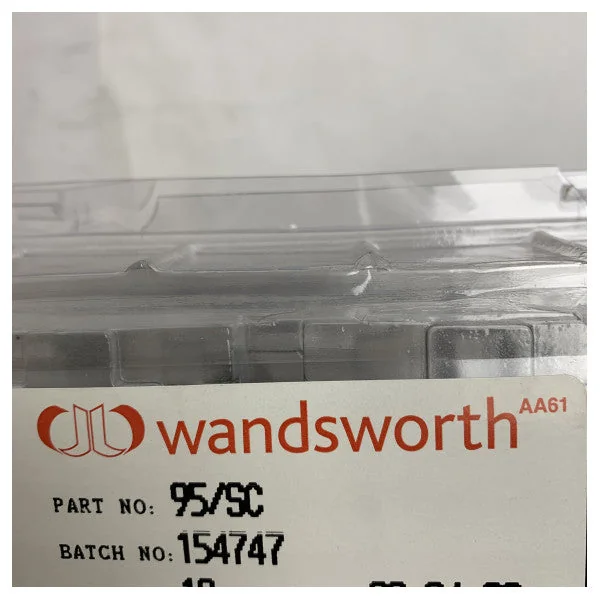 wandsworth AA61
PART NO: 95/SC
BATCH NO: 154747